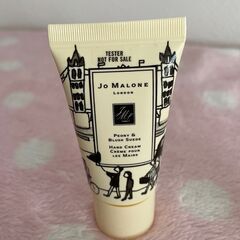 TESTER
NOT FOR SALE
JO MALONE
LONDON
PEONY &
BLUSH SUEDE
HAND CREAM
CRÈME POUR
LES MAINS